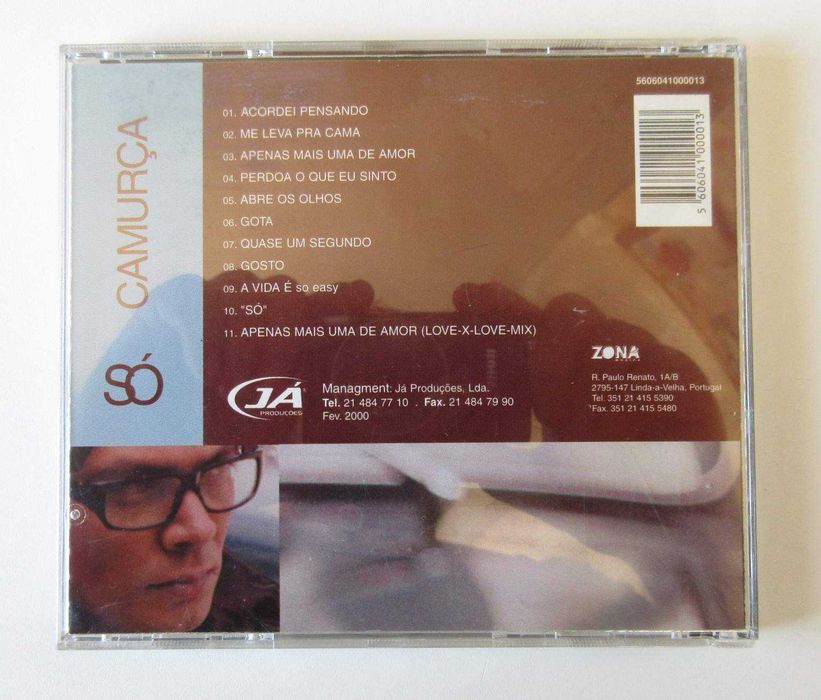 CAMURÇA
SÓ
01. ACORDEI PENSANDO
02. ME LEVA PRA CAMA
03. APENAS MAIS UMA DE AMOR
04. PERDOA O QUE EU SINTO
05. ABRE OS OLHOS
06. GOTA
07. QUASE UM SEGUNDO
08. GOSTO
09. A VIDA É so easy
10. "SÓ"
11. APENAS MAIS UMA DE AMOR (LOVE-X-LOVE-MIX)
5606041000013
5 606041 000013
JÁ
PRODUÇÕES
Managment: Já Produções, Lda.
Tel. 21 484 77 10 . Fax. 21 484 79 90
Fev. 2000
ZONA
música
R. Paulo Renato, 1A/B
2795-147 Linda-a-Velha, Portugal
Tel. 351 21 415 5390
Fax. 351 21 415 5480